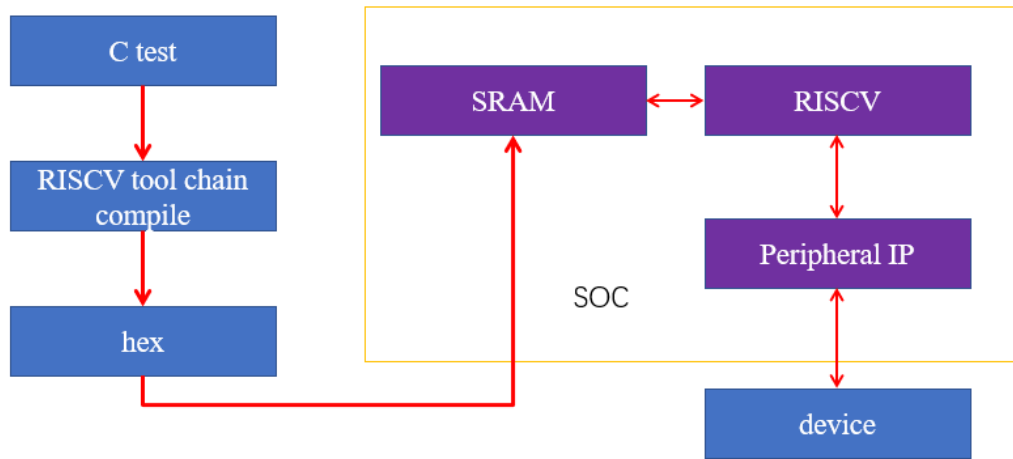 C test
RISCV tool chain
compile
hex
SRAM
RISCV
Peripheral IP
SOC
device